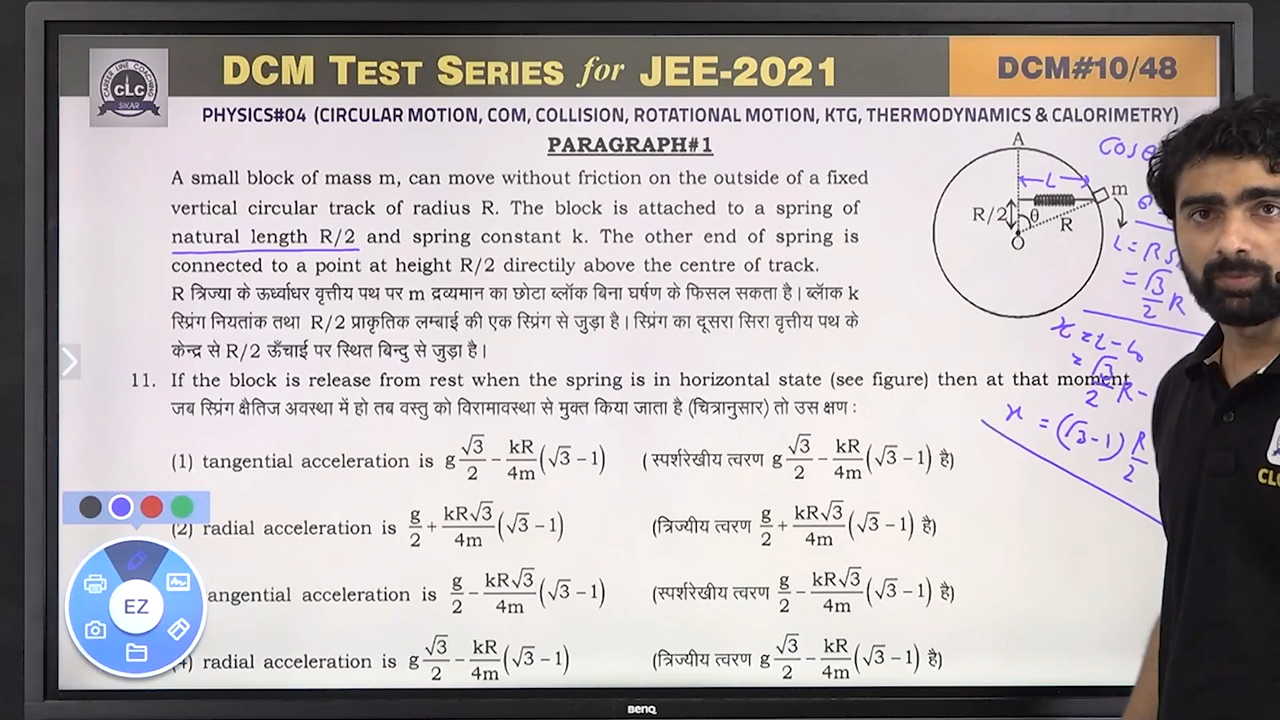 DCM TEST SERIES for JEE-2021
DCM#10/48
CAREER LINE COACHING
CLC
SIKAR
PHYSICS#04 (CIRCULAR MOTION, COM, COLLISION, ROTATIONAL MOTION, KTG, THERMODYNAMICS & CALORIMETRY)
PARAGRAPH#1
A small block of mass m, can move without friction on the outside of a fixed
vertical circular track of radius R. The block is attached to a spring of
natural length R/2 and spring constant k. The other end of spring is
connected to a point at height R/2 directily above the centre of track.
R त्रिज्या के ऊर्ध्वाधर वृत्तीय पथ पर m द्रव्यमान का छोटा ब्लॉक बिना घर्षण के फिसल सकता है। ब्लॉक k
स्प्रिंग नियतांक तथा R/2 प्राकृतिक लम्बाई की एक स्प्रिंग से जुड़ा है। स्प्रिंग का दूसरा सिरा वृत्तीय पथ के
केन्द्र से R/2 ऊँचाई पर स्थित बिन्दु से जुड़ा है।
A
L
m
R/2
θ
R
O
cos θ
L = R
= √3/2 R
x = L - L₀
= √3/2 R -
x = (√3-1) R/2
11. If the block is release from rest when the spring is in horizontal state (see figure) then at that moment
जब स्प्रिंग क्षैतिज अवस्था में हो तब वस्तु को विरामावस्था से मुक्त किया जाता है (चित्रानुसार) तो उस क्षण :
(1) tangential acceleration is g √3/2 − kR/4m (√3 − 1) (स्पर्शरेखीय त्वरण g √3/2 − kR/4m (√3 − 1) है)
(2) radial acceleration is g/2 + kR√3/4m (√3 − 1) (त्रिज्यीय त्वरण g/2 + kR√3/4m (√3 − 1) है)
angential acceleration is g/2 − kR√3/4m (√3 − 1) (स्पर्शरेखीय त्वरण g/2 − kR√3/4m (√3 − 1) है)
4) radial acceleration is g √3/2 − kR/4m (√3 − 1) (त्रिज्यीय त्वरण g √3/2 − kR/4m (√3 − 1) है)
EZ
CLC
BenQ